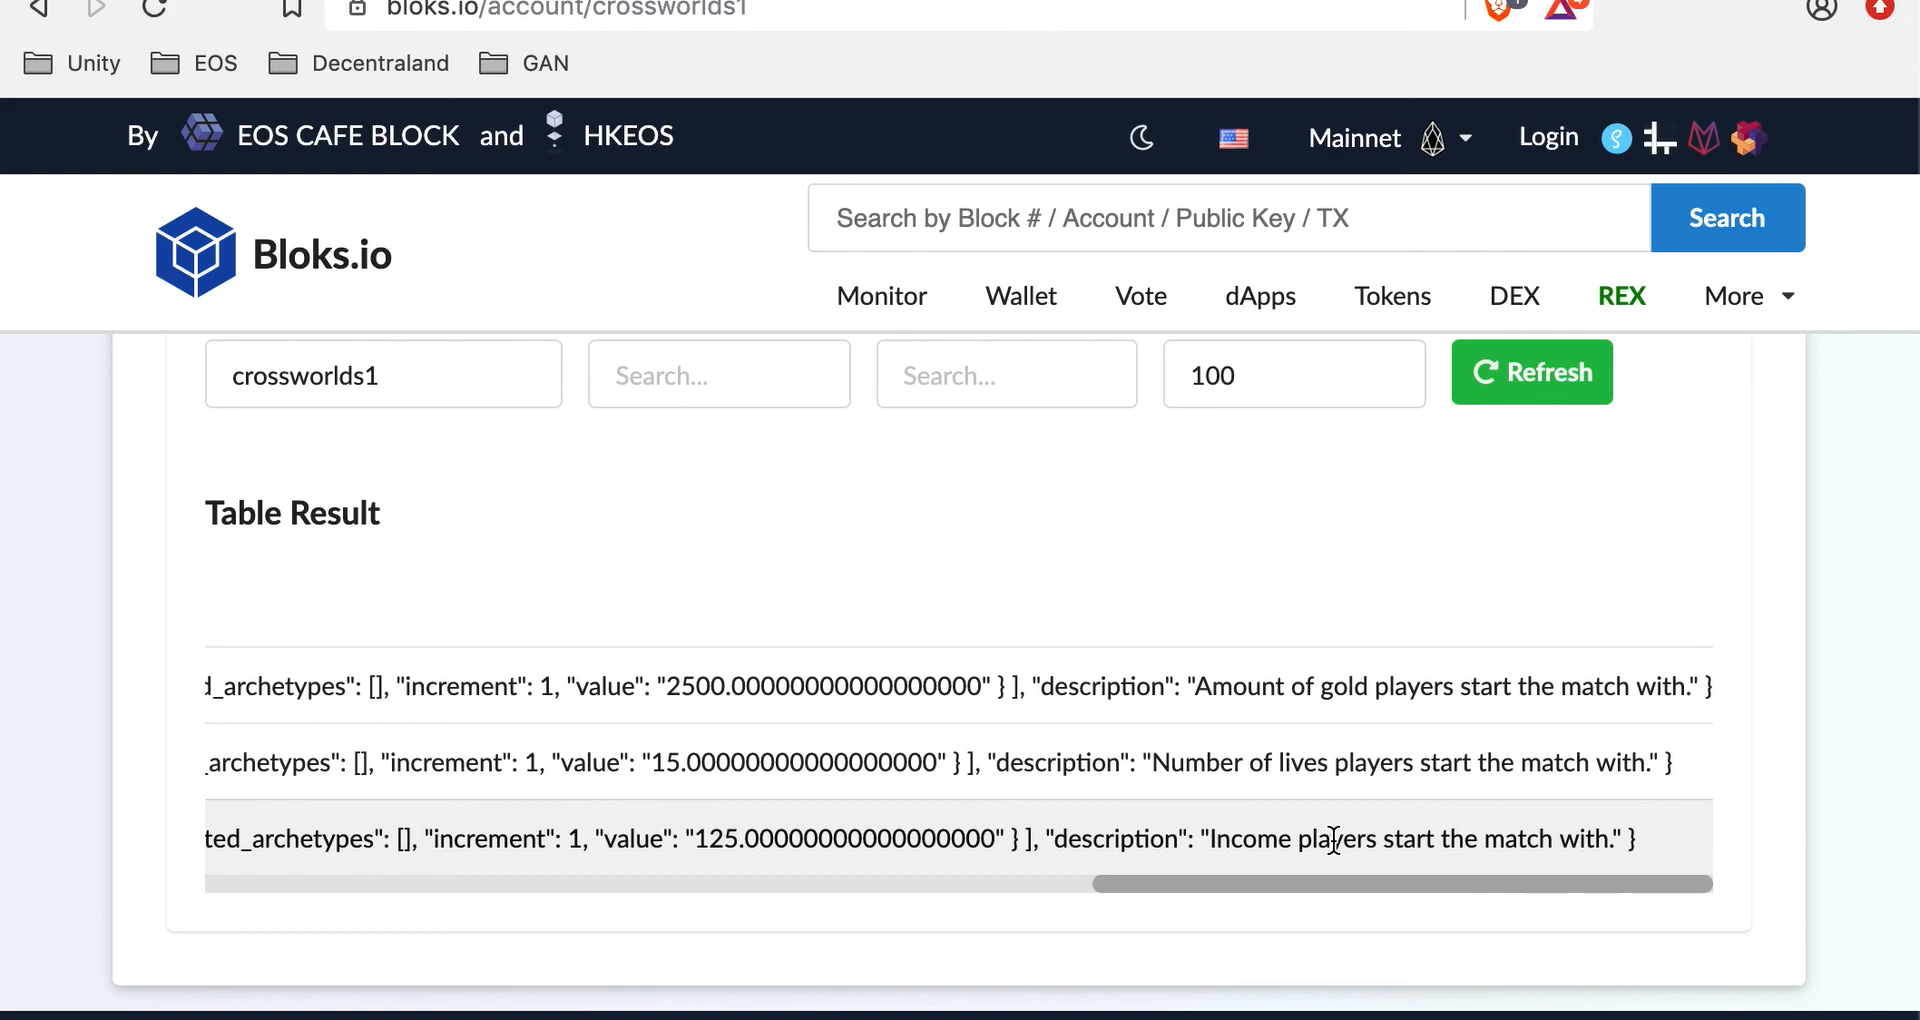 bloks.io/account/crossworlds1
Unity EOS Decentraland GAN
By EOS CAFE BLOCK and HKEOS Mainnet Login
Bloks.io
Search by Block # / Account / Public Key / TX Search
Monitor Wallet Vote dApps Tokens DEX REX More
crossworlds1 Search... Search... 100 Refresh
Table Result
d_archetypes": [], "increment": 1, "value": "2500.00000000000000000" } ], "description": "Amount of gold players start the match with." }
_archetypes": [], "increment": 1, "value": "15.00000000000000000" } ], "description": "Number of lives players start the match with." }
ted_archetypes": [], "increment": 1, "value": "125.00000000000000000" } ], "description": "Income players start the match with." }